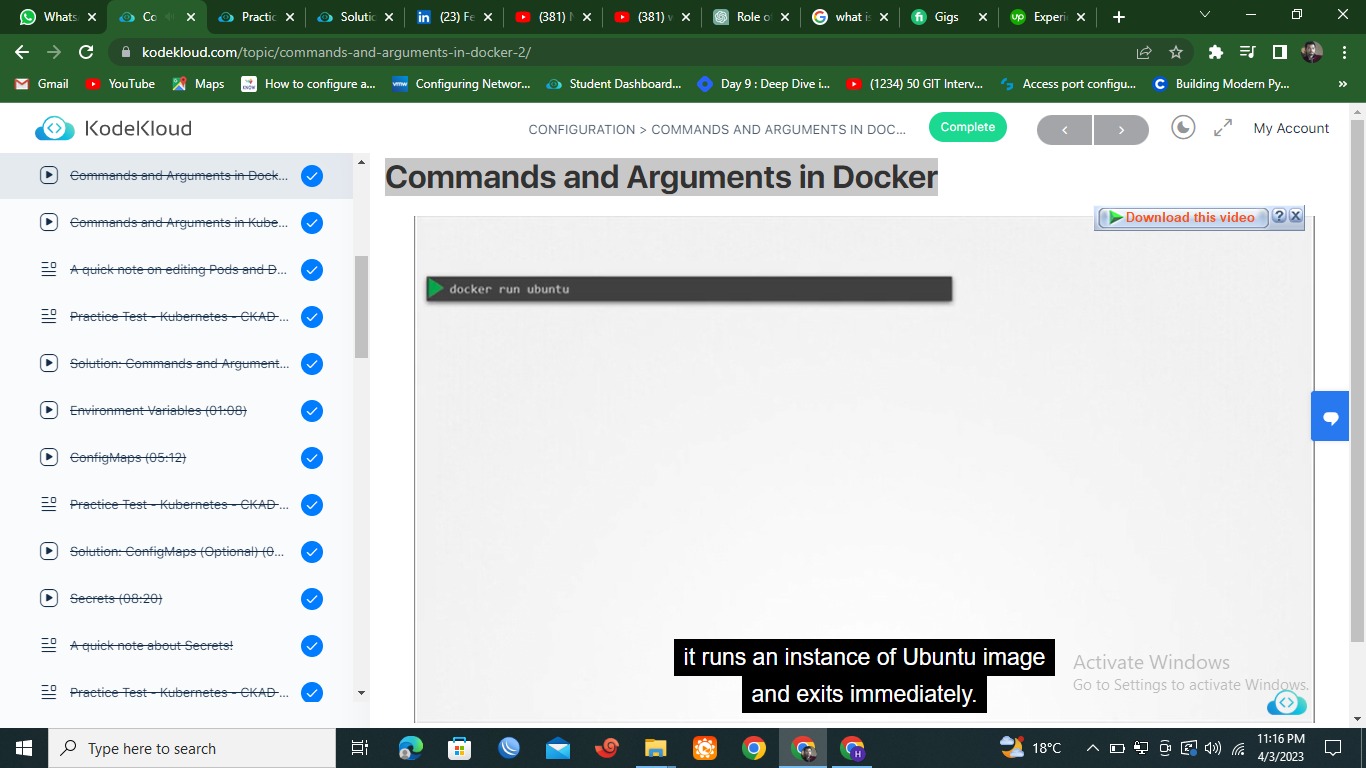 Whats
Co
Practic
Solutic
in (23) Fe
(381)
(381)
Role o
what is
fi Gigs
up Experi
kodekloud.com/topic/commands-and-arguments-in-docker-2/
Gmail
YouTube
Maps
How to configure a...
vmw Configuring Networ...
Student Dashboard...
Day 9 : Deep Dive i...
(1234) 50 GIT Interv...
Access port configu...
C Building Modern Py...
»
KodeKloud
CONFIGURATION > COMMANDS AND ARGUMENTS IN DOC...
Complete
My Account
Commands and Arguments in Dock...
Commands and Arguments in Kube...
A quick note on editing Pods and D...
Practice Test - Kubernetes - CKAD ...
Solution: Commands and Argument...
Environment Variables (01:08)
ConfigMaps (05:12)
Practice Test - Kubernetes - CKAD ...
Solution: ConfigMaps (Optional) (0...
Secrets (08:20)
A quick note about Secrets!
Practice Test - Kubernetes - CKAD ...
Commands and Arguments in Docker
Download this video ? X
docker run ubuntu
it runs an instance of Ubuntu image
and exits immediately.
Activate Windows
Go to Settings to activate Windows.
Type here to search
H
18°C
11:16 PM
4/3/2023